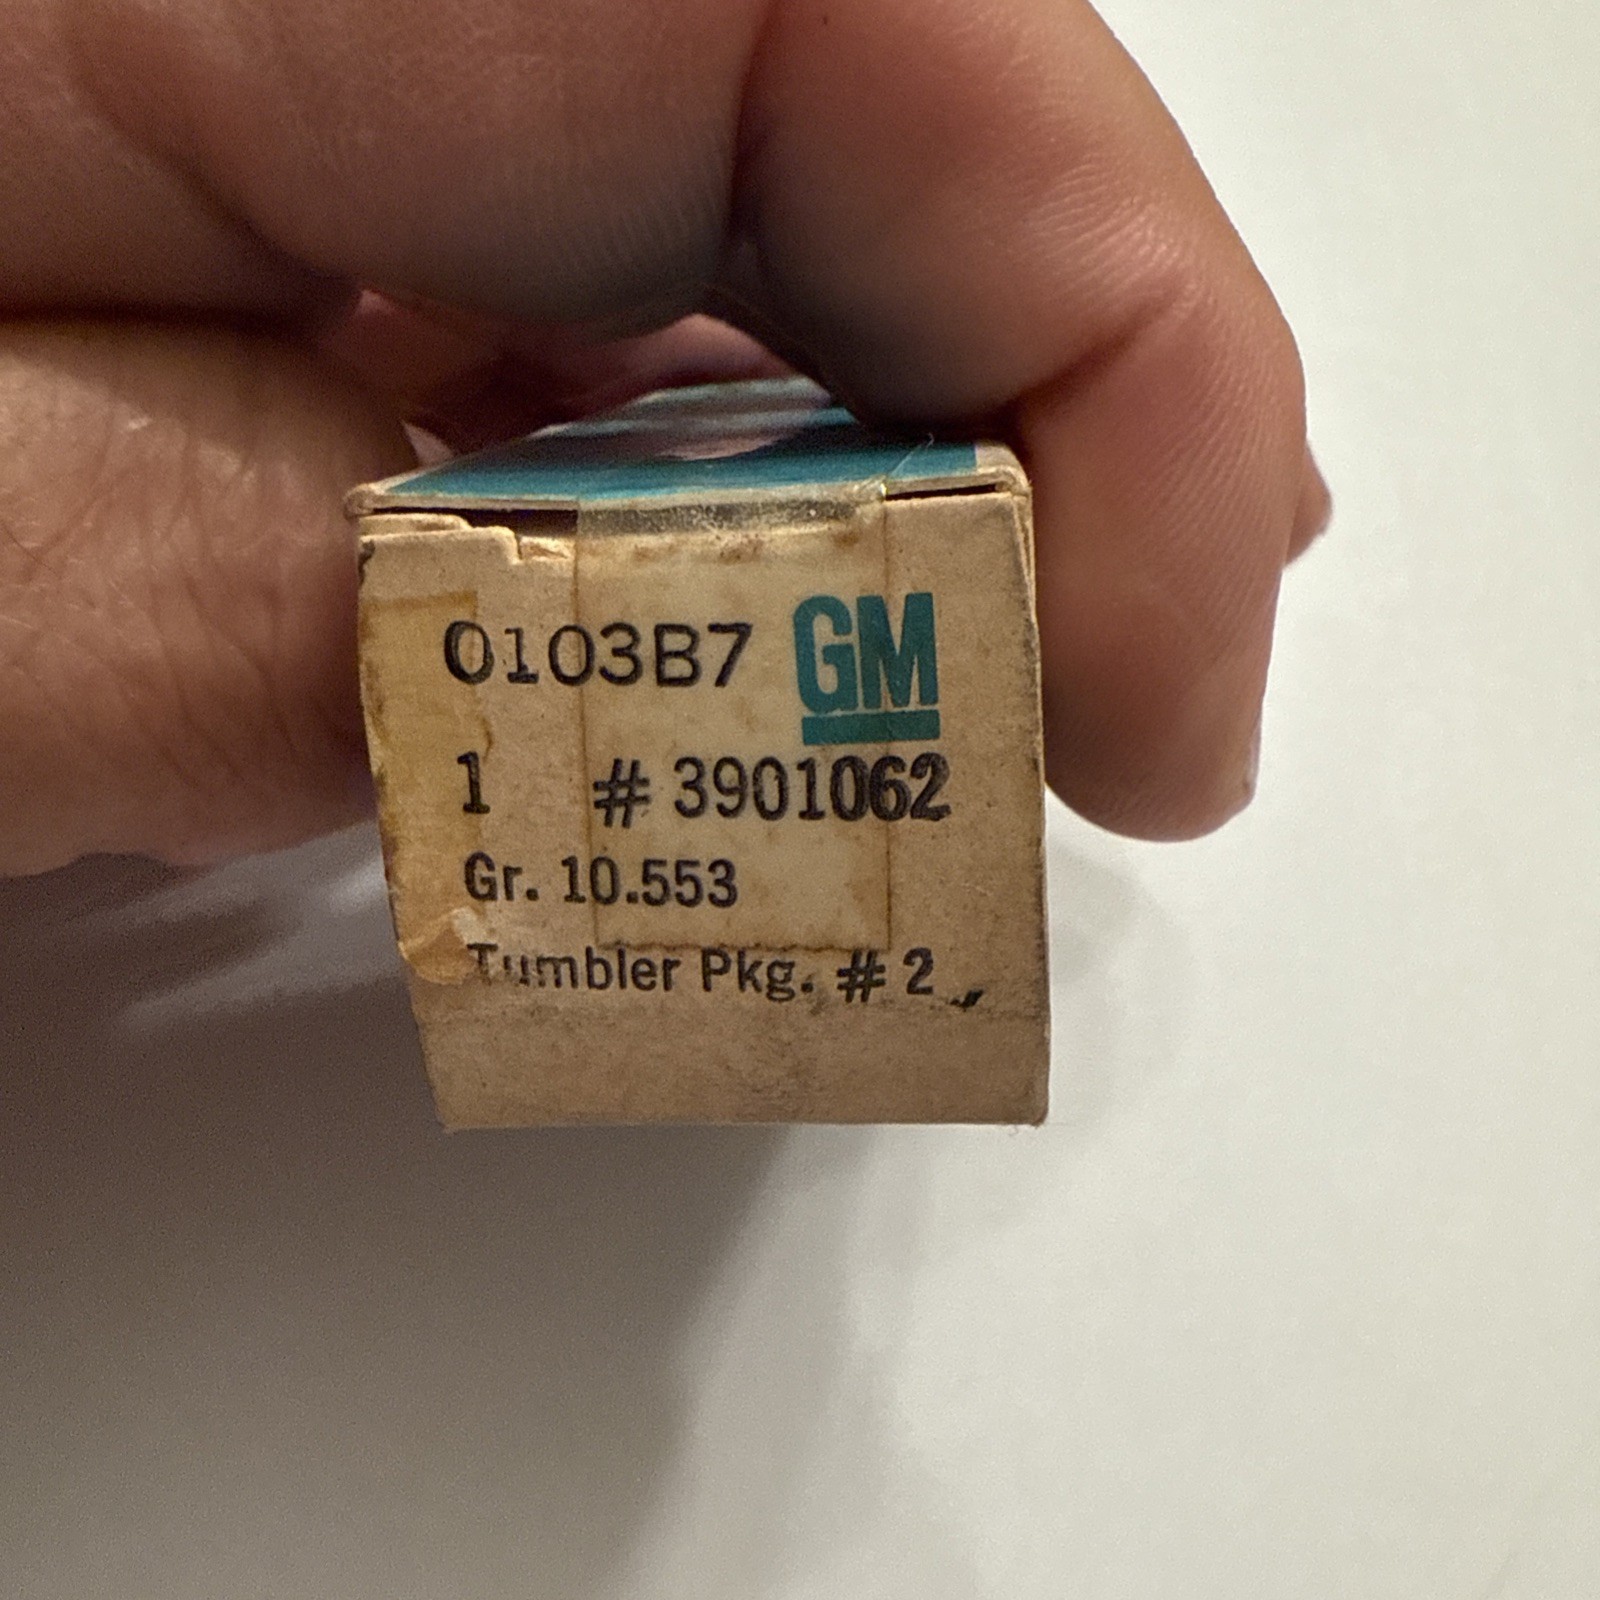 0103B7 GM
1 # 3901062
Gr. 10.553
Tumbler Pkg. # 2